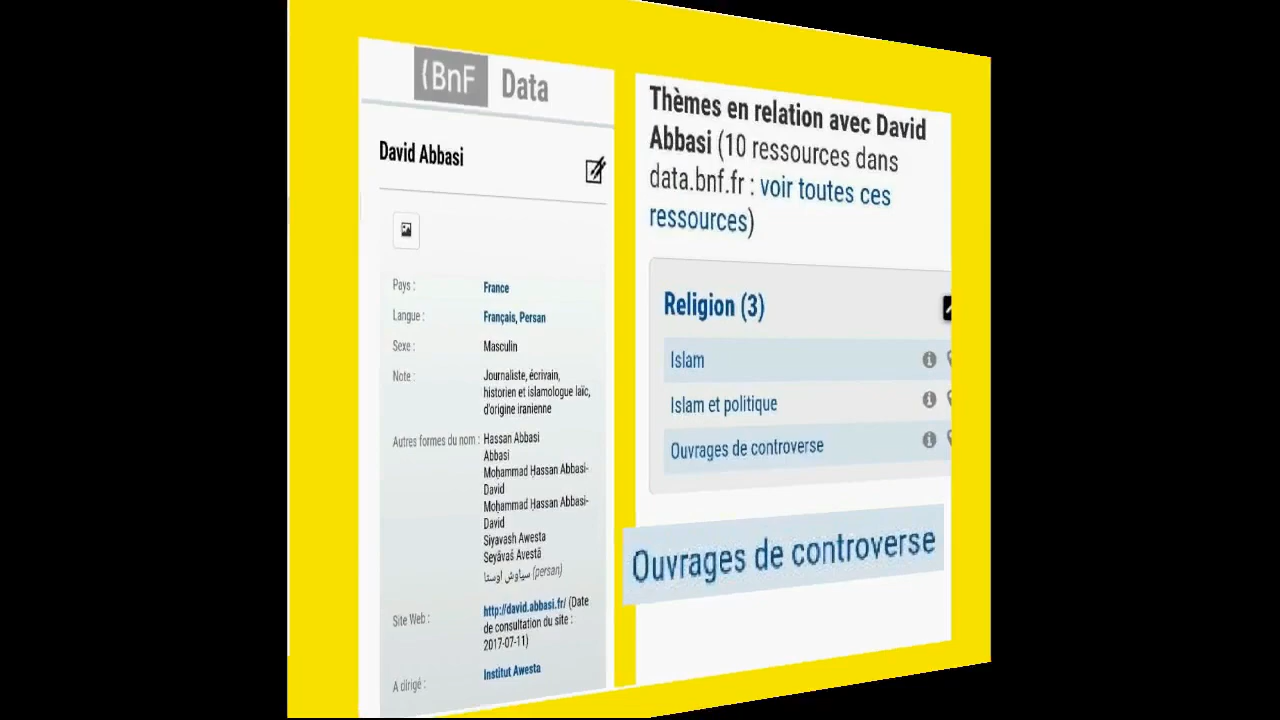 (BnF Data
David Abbasi
Pays : France
Langue : Français, Persan
Sexe : Masculin
Note : Journaliste, écrivain,
historien et islamologue laïc,
d'origine iranienne
Autres formes du nom : Hassan Abbasi
Abbasi
Moḥammad Ḥassan Abbasi-
David
Moḥammad Ḥassan Abbasi-
David
Siyavash Awesta
Seyāvaš Avestā
سیاوش اوستا (persan)
Site Web : http://david.abbasi.fr/ (Date
de consultation du site :
2017-07-11)
A dirigé : Institut Awesta
Thèmes en relation avec David
Abbasi (10 ressources dans
data.bnf.fr : voir toutes ces
ressources)
Religion (3)
Islam
Islam et politique
Ouvrages de controverse
Ouvrages de controverse